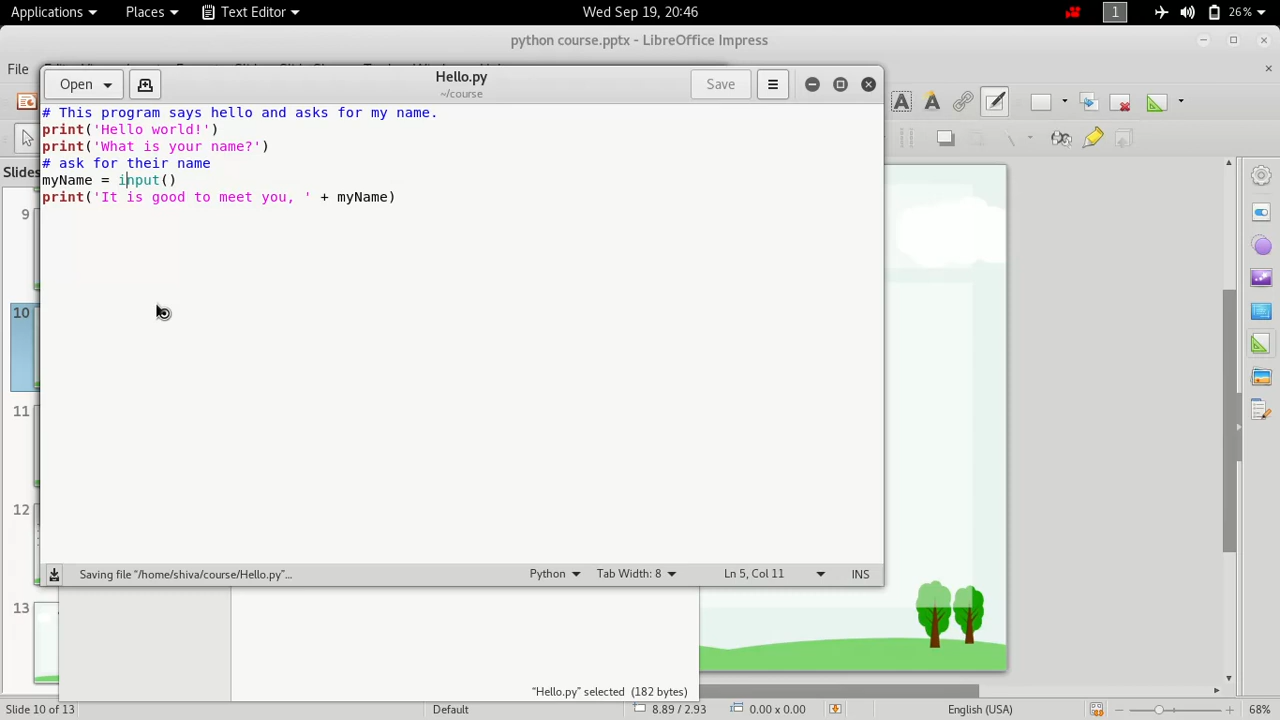 Applications Places Text Editor Wed Sep 19, 20:46 1 26%
python course.pptx - LibreOffice Impress
File
Open Hello.py Save
~/course
# This program says hello and asks for my name.
print('Hello world!')
print('What is your name?')
# ask for their name
myName = input()
print('It is good to meet you, ' + myName)
Slides
9
10
11
12
13
Saving file "/home/shiva/course/Hello.py"... Python Tab Width: 8 Ln 5, Col 11 INS
"Hello.py" selected (182 bytes)
Slide 10 of 13 Default 8.89 / 2.93 0.00 x 0.00 English (USA) 68%